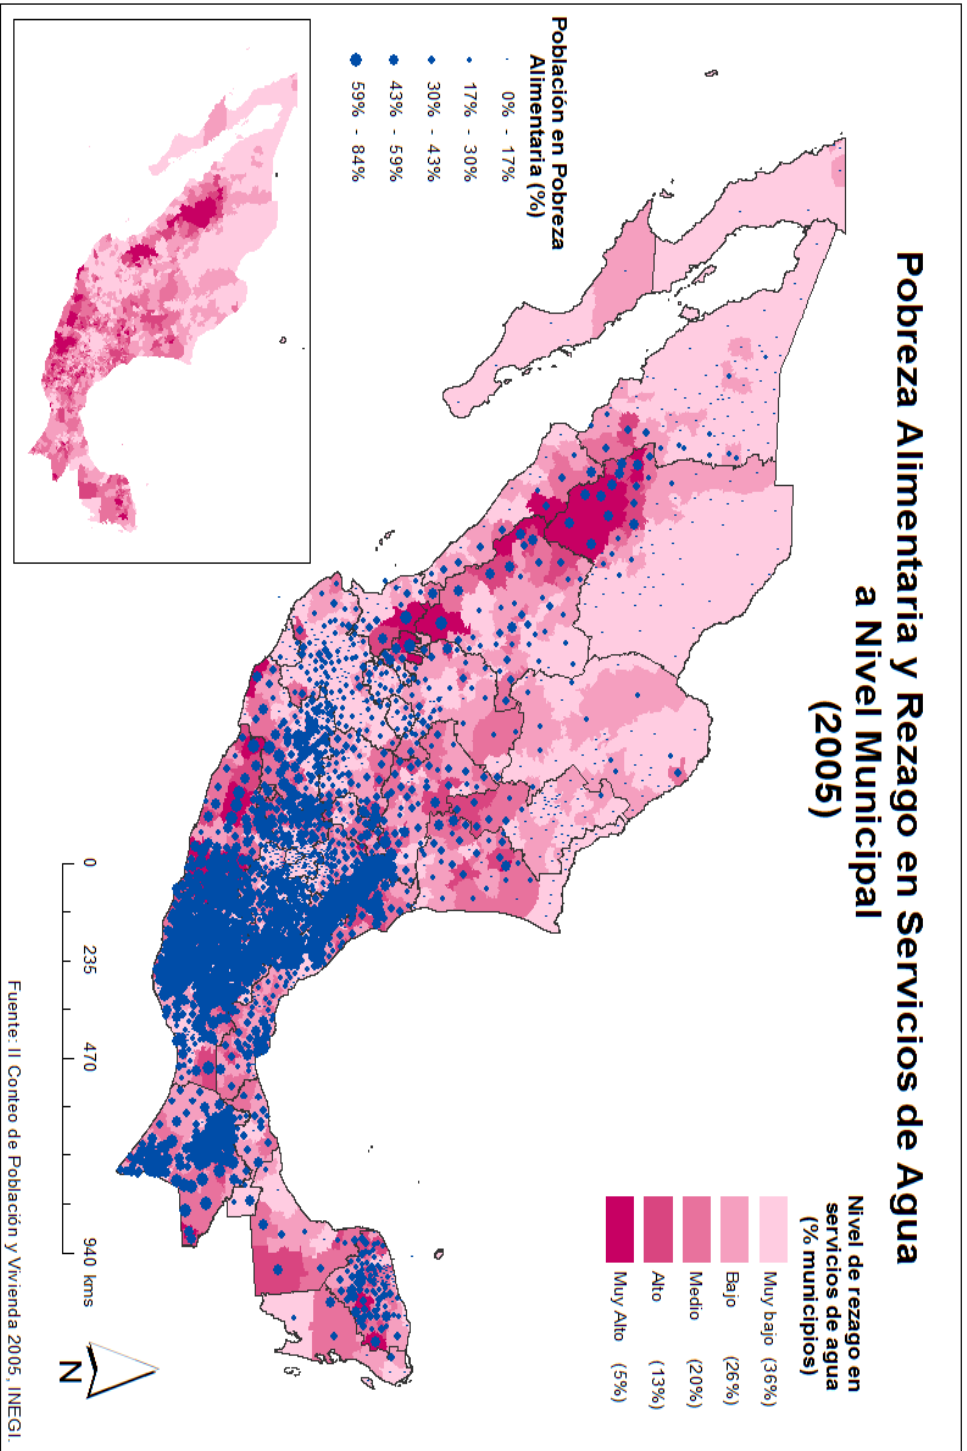 Pobreza Alimentaria y Rezago en Servicios de Agua
a Nivel Municipal
(2005)
Nivel de rezago en
servicios de agua
(% municipios)
Muy bajo (36%)
Bajo (26%)
Medio (20%)
Alto (13%)
Muy Alto (5%)
Población en Pobreza
Alimentaria (%)
0% - 17%
17% - 30%
30% - 43%
43% - 59%
59% - 84%
0 235 470 940 kms
N
Fuente: II Conteo de Población y Vivienda 2005, INEGI.